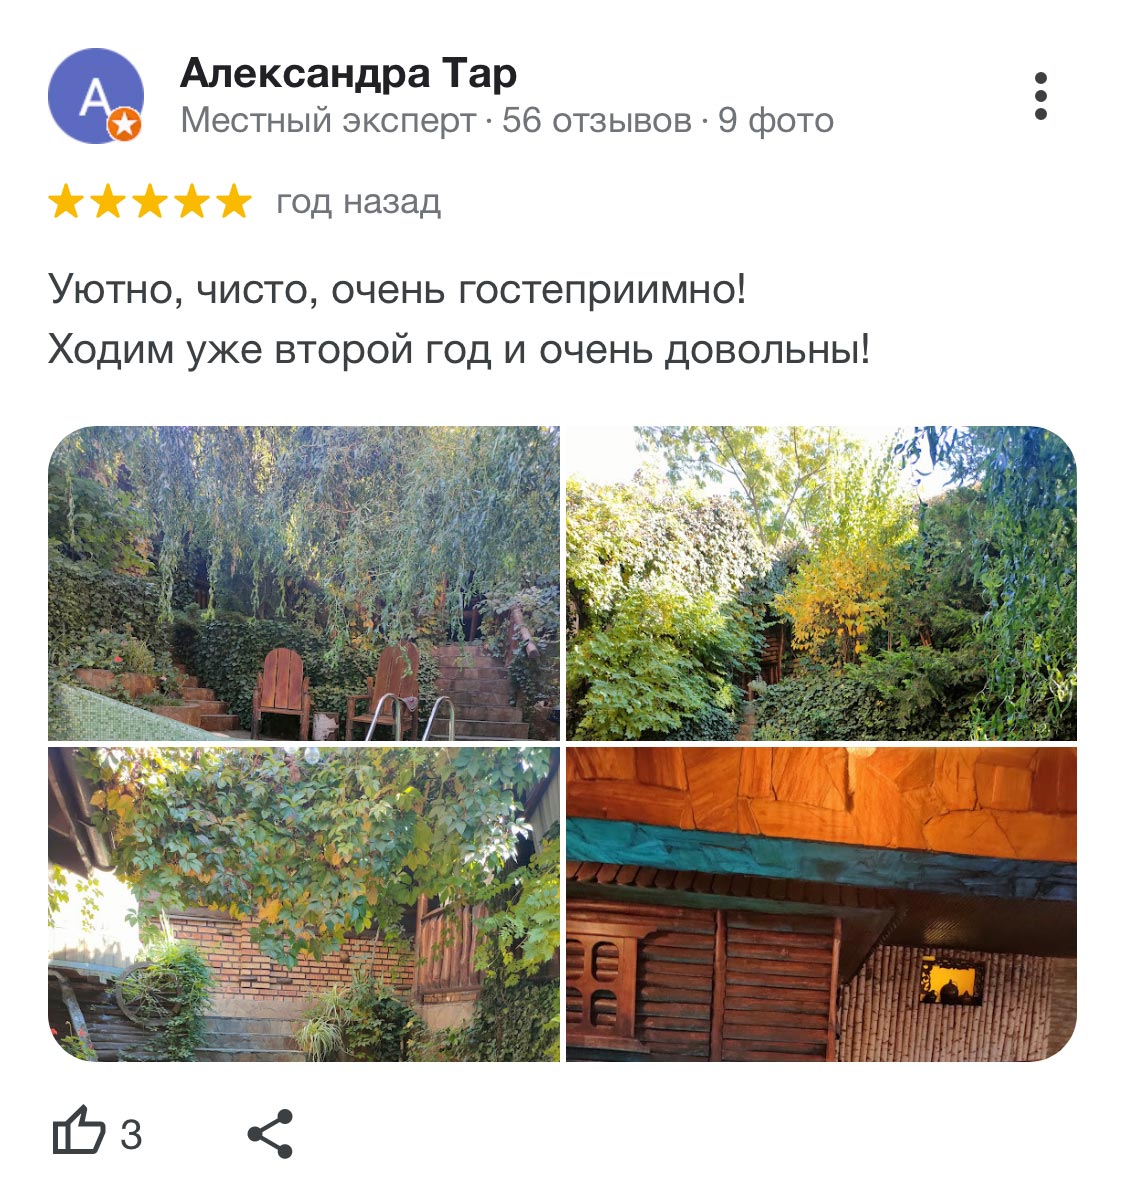 А
Александра Тар
Местный эксперт · 56 отзывов · 9 фото
год назад
Уютно, чисто, очень гостеприимно!
Ходим уже второй год и очень довольны!
3